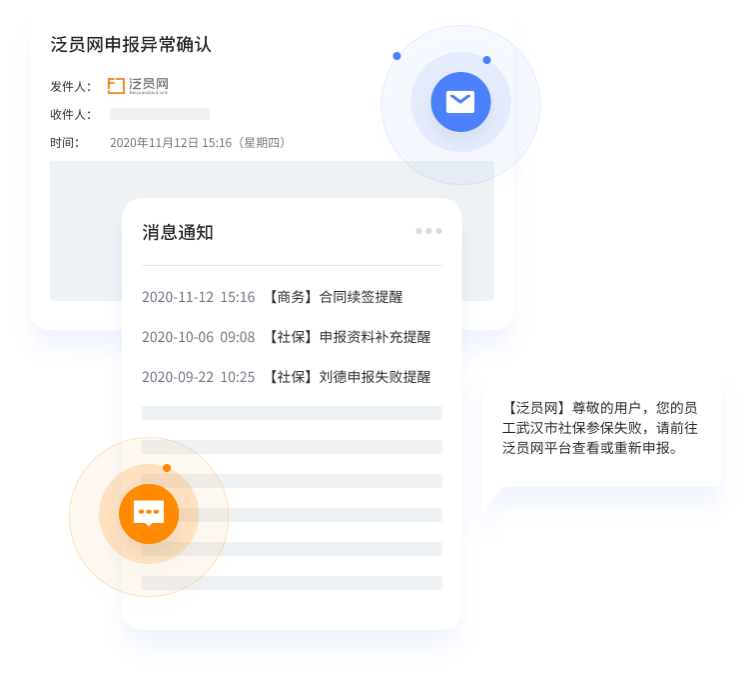 泛员网申报异常确认
发件人： 泛员网
fanyuancloud.com
收件人：
时间： 2020年11月12日 15:16（星期四）
消息通知
2020-11-12 15:16 【商务】合同续签提醒
2020-10-06 09:08 【社保】申报资料补充提醒
2020-09-22 10:25 【社保】刘德申报失败提醒
【泛员网】尊敬的用户，您的员
工武汉市社保参保失败，请前往
泛员网平台查看或重新申报。